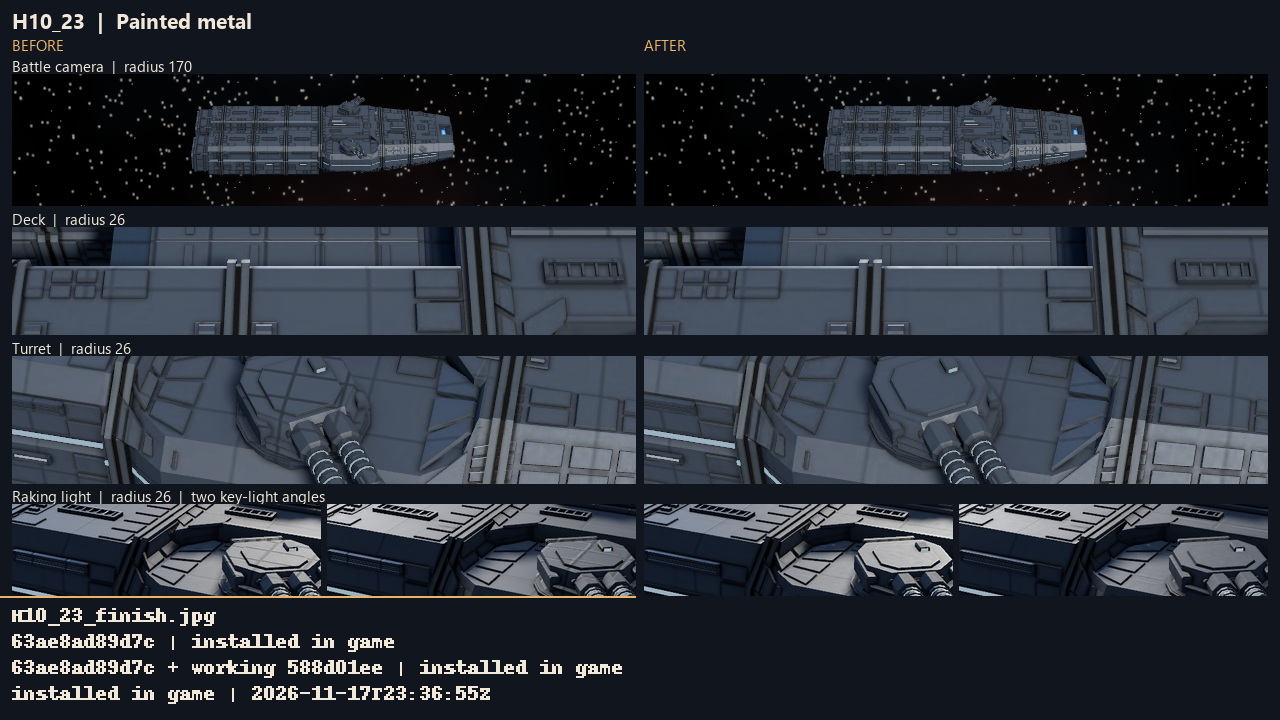 H10_23 | Painted metal
BEFORE
AFTER
Battle camera | radius 170
Deck | radius 26
Turret | radius 26
Raking light | radius 26 | two key-light angles
H10_23_finish.jpg
63ae8ad89d7c | installed in game
63ae8ad89d7c + working 588d01ee | installed in game
installed in game | 2026-11-17T23:36:55Z